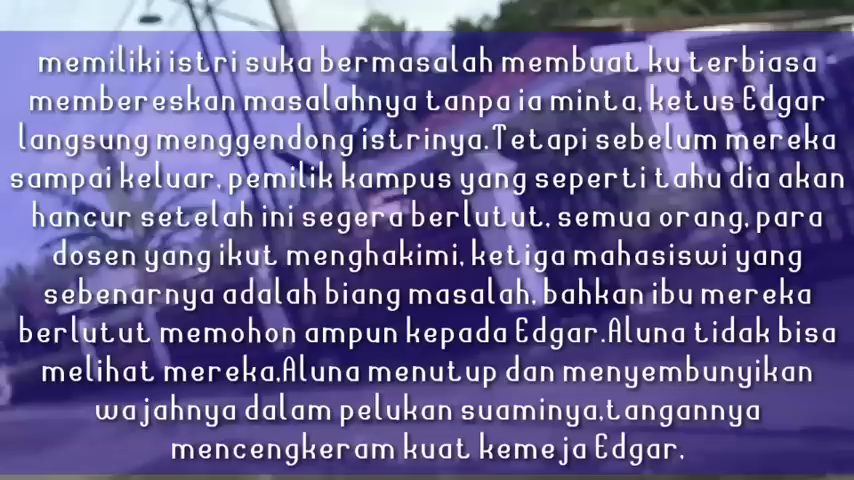 memiliki istri suka bermasalah membuat ku terbiasa
membereskan masalahnya tanpa ia minta, ketus Edgar
langsung menggendong istrinya.Tetapi sebelum mereka
sampai keluar, pemilik kampus yang seperti tahu dia akan
hancur setelah ini segera berlutut, semua orang, para
dosen yang ikut menghakimi, ketiga mahasiswi yang
sebenarnya adalah biang masalah, bahkan ibu mereka
berlutut memohon ampun kepada Edgar.Aluna tidak bisa
melihat mereka,Aluna menutup dan menyembunyikan
wajahnya dalam pelukan suaminya,tangannya
mencengkeram kuat kemeja Edgar,